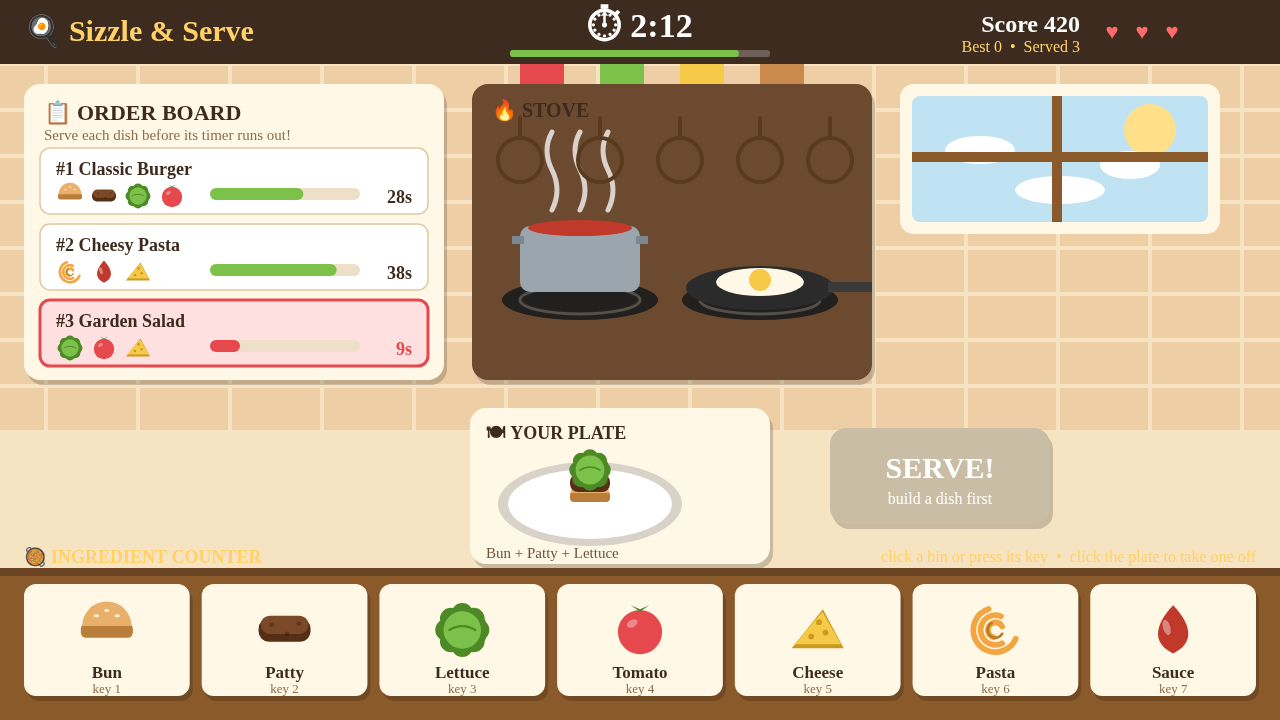 Sizzle & Serve
2:12
Score 420
Best 0 • Served 3
ORDER BOARD
Serve each dish before its timer runs out!
#1 Classic Burger
28s
#2 Cheesy Pasta
38s
#3 Garden Salad
9s
STOVE
YOUR PLATE
Bun + Patty + Lettuce
SERVE!
build a dish first
INGREDIENT COUNTER
click a bin or press its key • click the plate to take one off
Bun
key 1
Patty
key 2
Lettuce
key 3
Tomato
key 4
Cheese
key 5
Pasta
key 6
Sauce
key 7